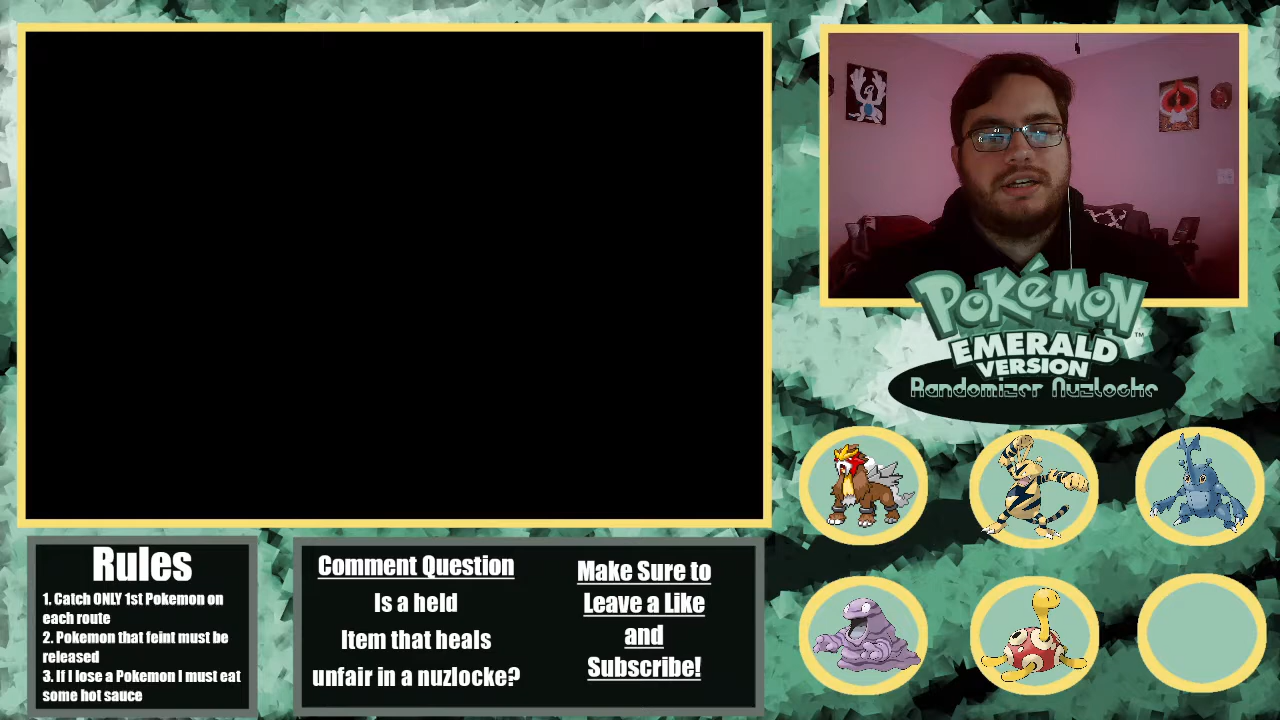 POKéMON
™
EMERALD
VERSION
Randomizer Nuzlocke
Rules
1. Catch ONLY 1st Pokemon on
each route
2. Pokemon that feint must be
released
3. If I lose a Pokemon I must eat
some hot sauce
Comment Question
Is a held
Item that heals
unfair in a nuzlocke?
Make Sure to
Leave a Like
and
Subscribe!